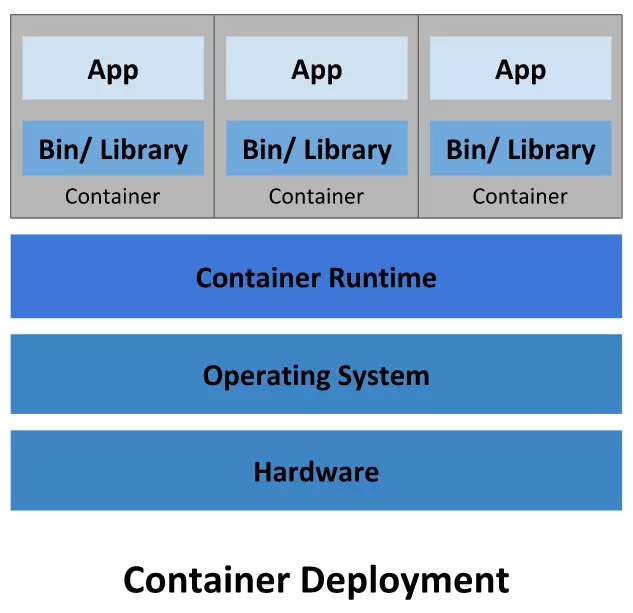 App
App
App
Bin/ Library
Bin/ Library
Bin/ Library
Container
Container
Container
Container Runtime
Operating System
Hardware
Container Deployment